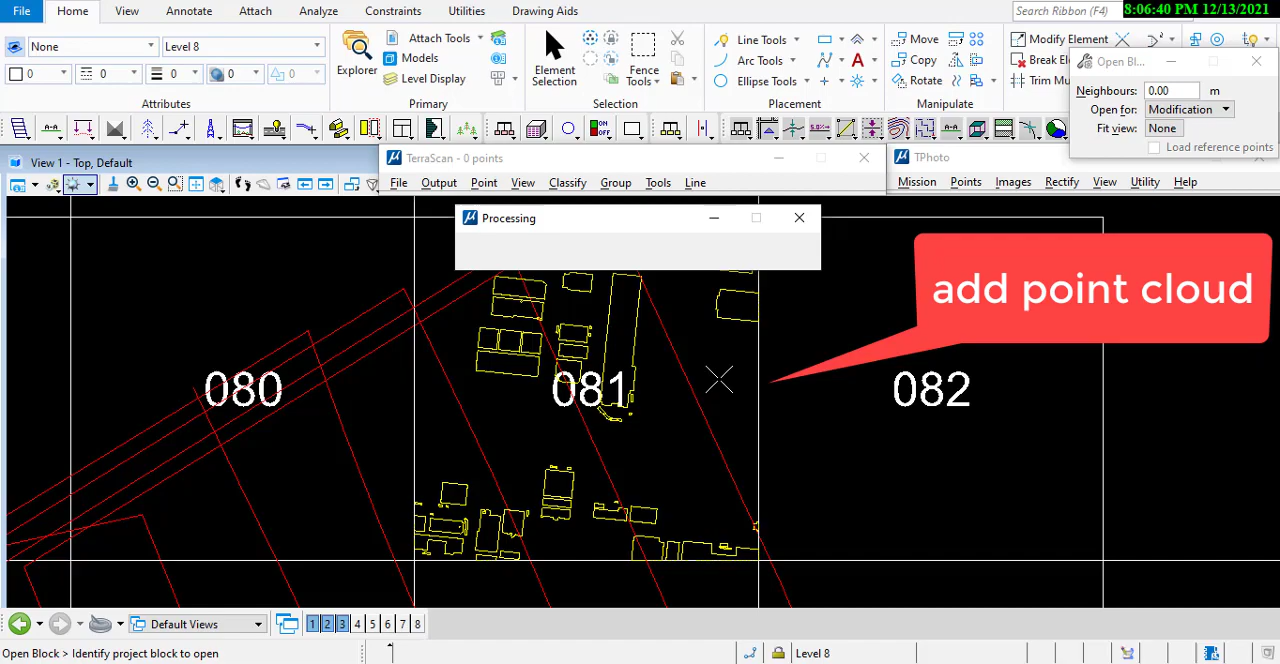 File Home View Annotate Attach Analyze Constraints Utilities Drawing Aids Search Ribbon (F4) 8:06:40 PM 12/13/2021
None Level 8
0 0 0 0 0
Attributes
Explorer
Attach Tools
Models
Level Display
Primary
Element Selection
Fence Tools
Selection
Line Tools
Arc Tools
Ellipse Tools
Placement
Move
Copy
Rotate
Manipulate
Modify Element
Break El
Trim Mu
Open Bl...
Neighbours: 0.00 m
Open for: Modification
Fit view: None
Load reference points
View 1 - Top, Default
TerraScan - 0 points
File Output Point View Classify Group Tools Line
TPhoto
Mission Points Images Rectify View Utility Help
Processing
add point cloud
080
081
082
Default Views 1 2 3 4 5 6 7 8
Open Block > Identify project block to open
Level 8